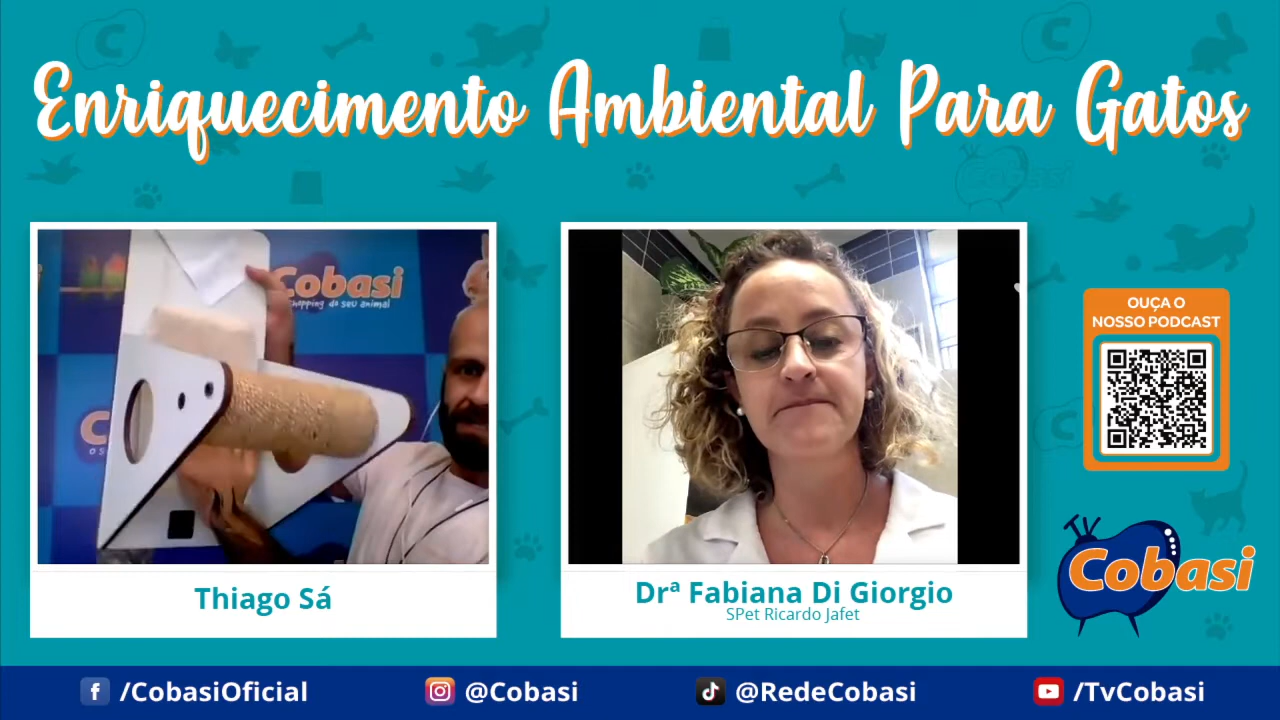 Enriquecimento Ambiental Para Gatos
Cobasi
Shopping do seu animal
C
Thiago Sá
Drª Fabiana Di Giorgio
SPet Ricardo Jafet
OUÇA O
NOSSO PODCAST
TV
Cobasi
/CobasiOficial
@Cobasi
@RedeCobasi
/TvCobasi